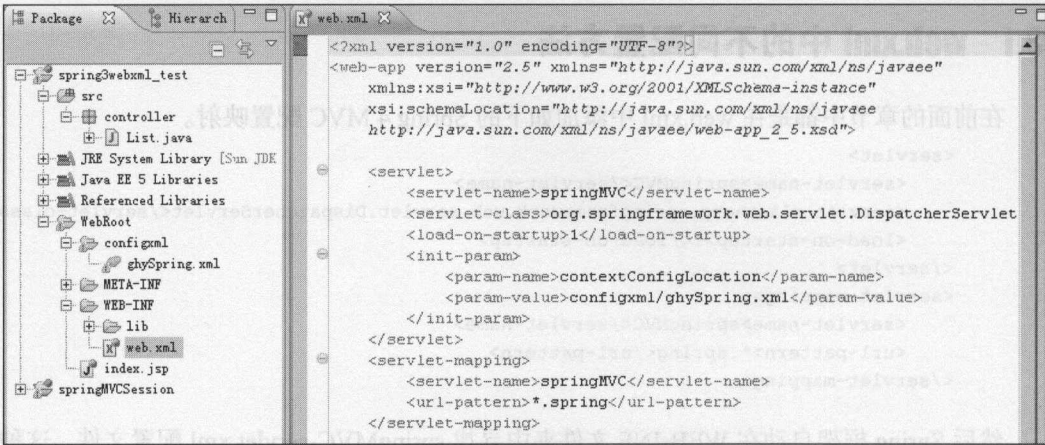 Package
Hierarch
spring3webxml_test
src
controller
List.java
JRE System Library [Sun JDK
Java EE 5 Libraries
Referenced Libraries
WebRoot
configxml
ghySpring.xml
META-INF
WEB-INF
lib
web.xml
index.jsp
springMVCSession
web.xml
<?xml version="1.0" encoding="UTF-8"?>
<web-app version="2.5" xmlns="http://java.sun.com/xml/ns/javaee"
xmlns:xsi="http://www.w3.org/2001/XMLSchema-instance"
xsi:schemaLocation="http://java.sun.com/xml/ns/javaee
http://java.sun.com/xml/ns/javaee/web-app_2_5.xsd">
<servlet>
<servlet-name>springMVC</servlet-name>
<servlet-class>org.springframework.web.servlet.DispatcherServlet
<load-on-startup>1</load-on-startup>
<init-param>
<param-name>contextConfigLocation</param-name>
<param-value>configxml/ghySpring.xml</param-value>
</init-param>
</servlet>
<servlet-mapping>
<servlet-name>springMVC</servlet-name>
<url-pattern>*.spring</url-pattern>
</servlet-mapping>